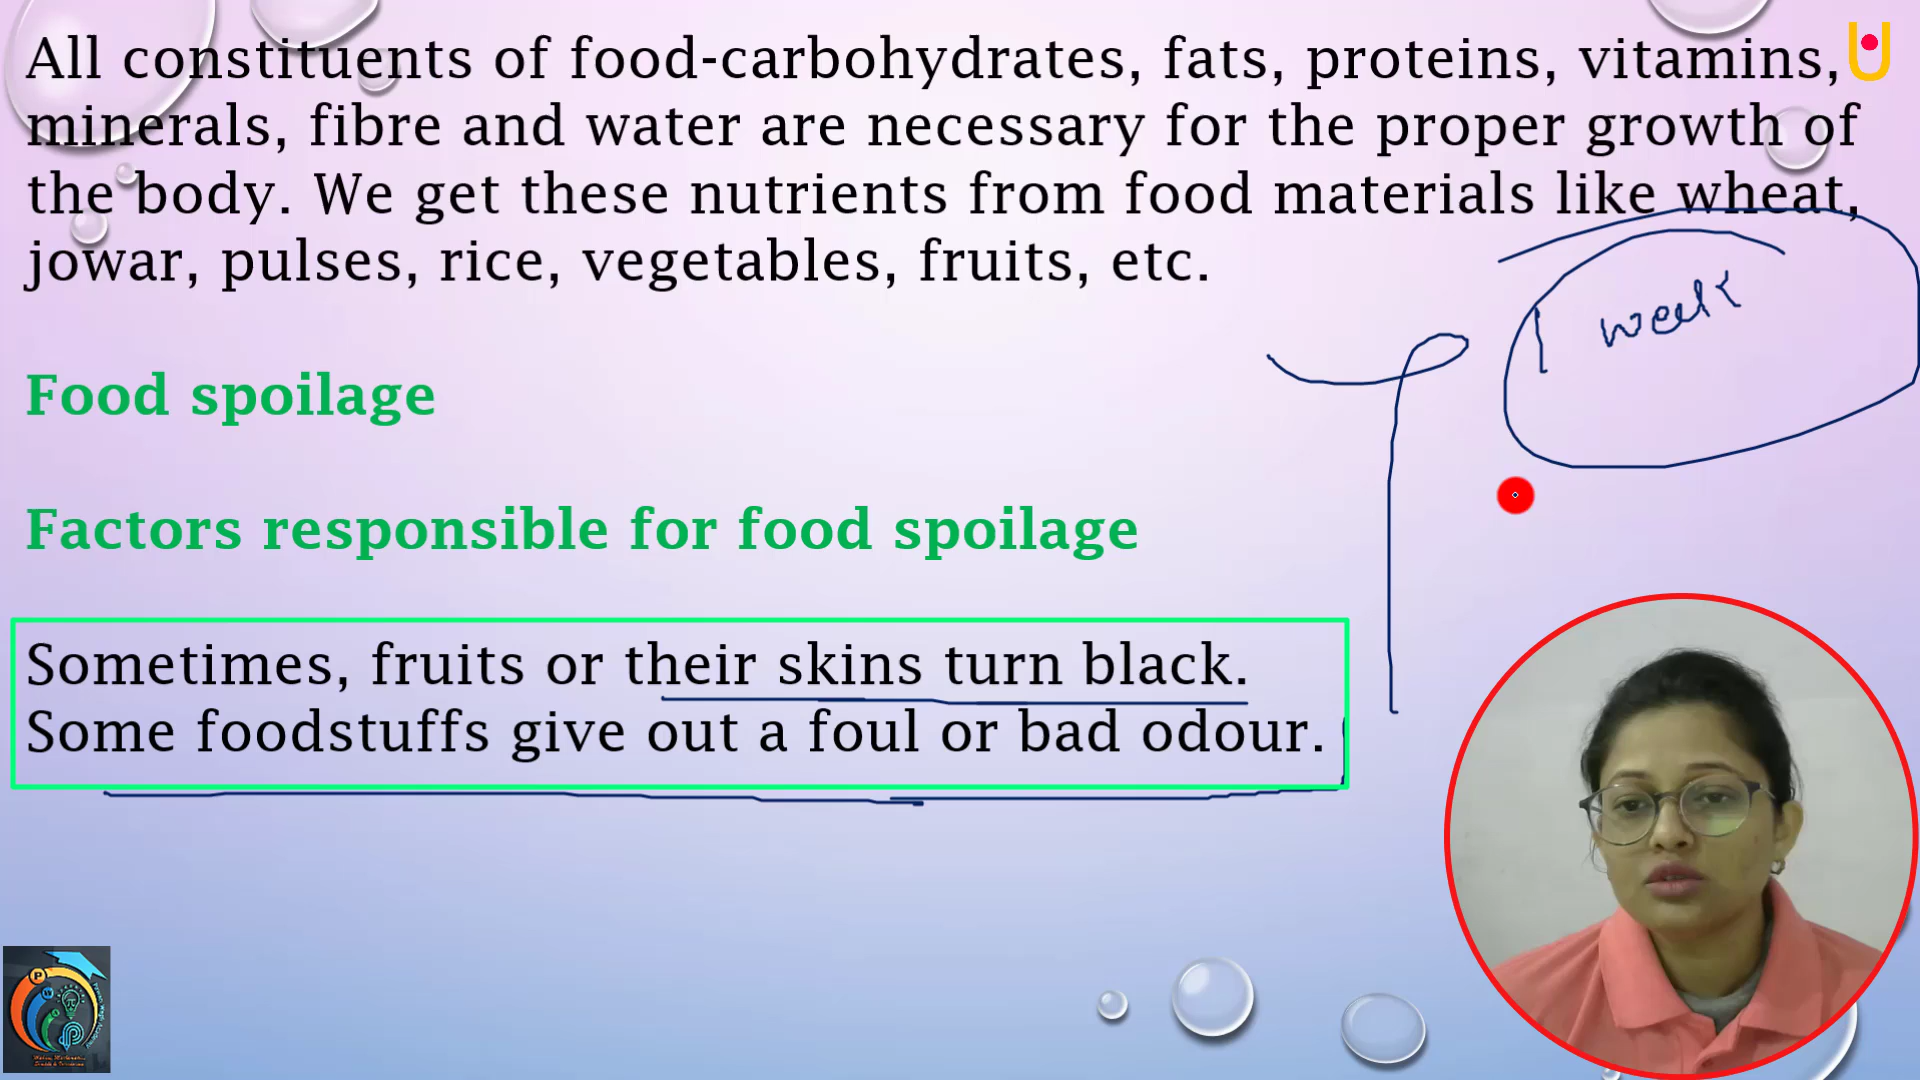 All constituents of food-carbohydrates, fats, proteins, vitamins,
minerals, fibre and water are necessary for the proper growth of
the body. We get these nutrients from food materials like wheat,
jowar, pulses, rice, vegetables, fruits, etc.
1 week
Food spoilage
Factors responsible for food spoilage
Sometimes, fruits or their skins turn black.
Some foodstuffs give out a foul or bad odour.